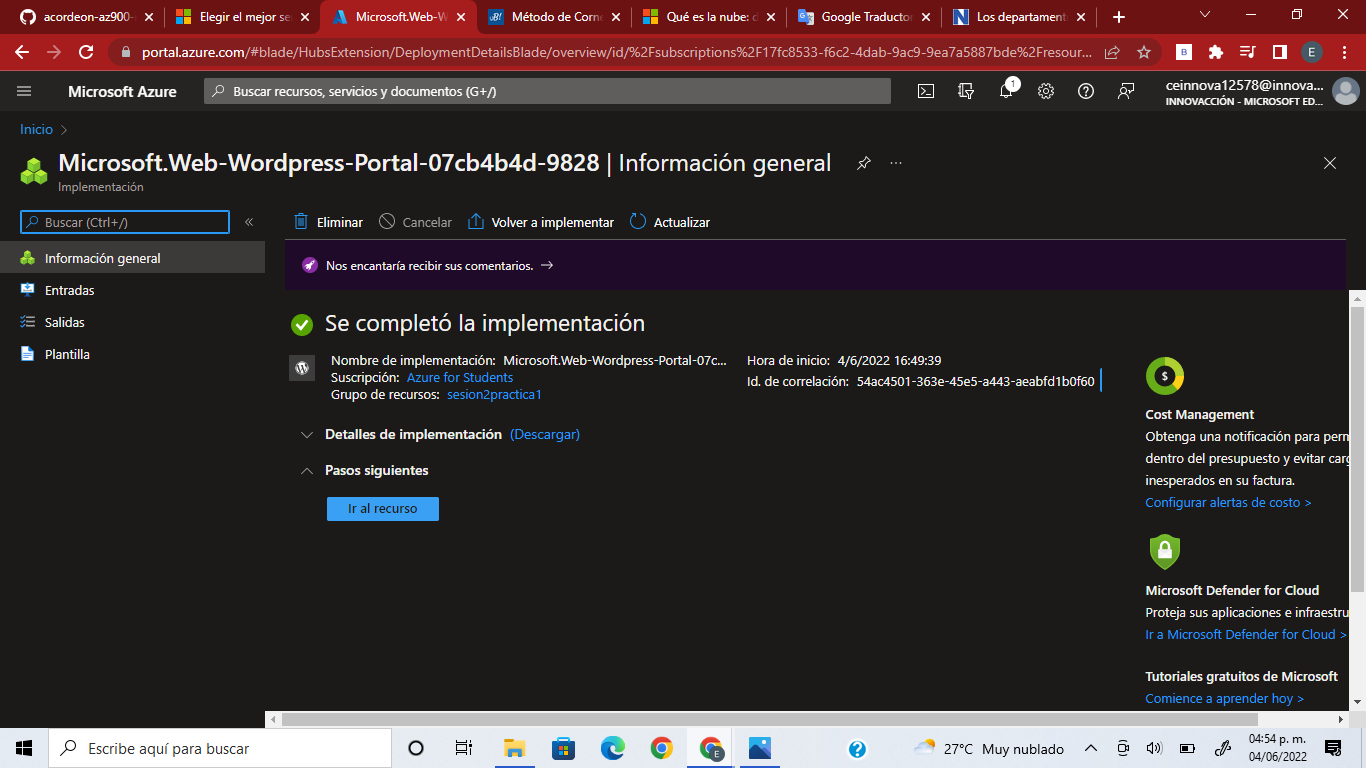 acordeon-az900-
Elegir el mejor se
Microsoft.Web-W
Método de Corne
Qué es la nube: d
Google Traductor
Los departament
portal.azure.com/#blade/HubsExtension/DeploymentDetailsBlade/overview/id/%2Fsubscriptions%2F17fc8533-f6c2-4dab-9ac9-9ea7a5887bde%2Fresour...
B
E
Microsoft Azure
Buscar recursos, servicios y documentos (G+/)
1
ceinnova12578@innova...
INNOVACCIÓN - MICROSOFT ED...
Inicio
Microsoft.Web-Wordpress-Portal-07cb4b4d-9828 | Información general
Implementación
Buscar (Ctrl+/)
Eliminar
Cancelar
Volver a implementar
Actualizar
Información general
Entradas
Salidas
Plantilla
Nos encantaría recibir sus comentarios. →
Se completó la implementación
Nombre de implementación: Microsoft.Web-Wordpress-Portal-07c...
Suscripción: Azure for Students
Grupo de recursos: sesion2practica1
Hora de inicio: 4/6/2022 16:49:39
Id. de correlación: 54ac4501-363e-45e5-a443-aeabfd1b0f60
Detalles de implementación (Descargar)
Pasos siguientes
Ir al recurso
$
Cost Management
Obtenga una notificación para perm
dentro del presupuesto y evitar carg
inesperados en su factura.
Configurar alertas de costo >
Microsoft Defender for Cloud
Proteja sus aplicaciones e infraestru
Ir a Microsoft Defender for Cloud >
Tutoriales gratuitos de Microsoft
Comience a aprender hoy >
Escribe aquí para buscar
27°C Muy nublado
04:54 p. m.
04/06/2022